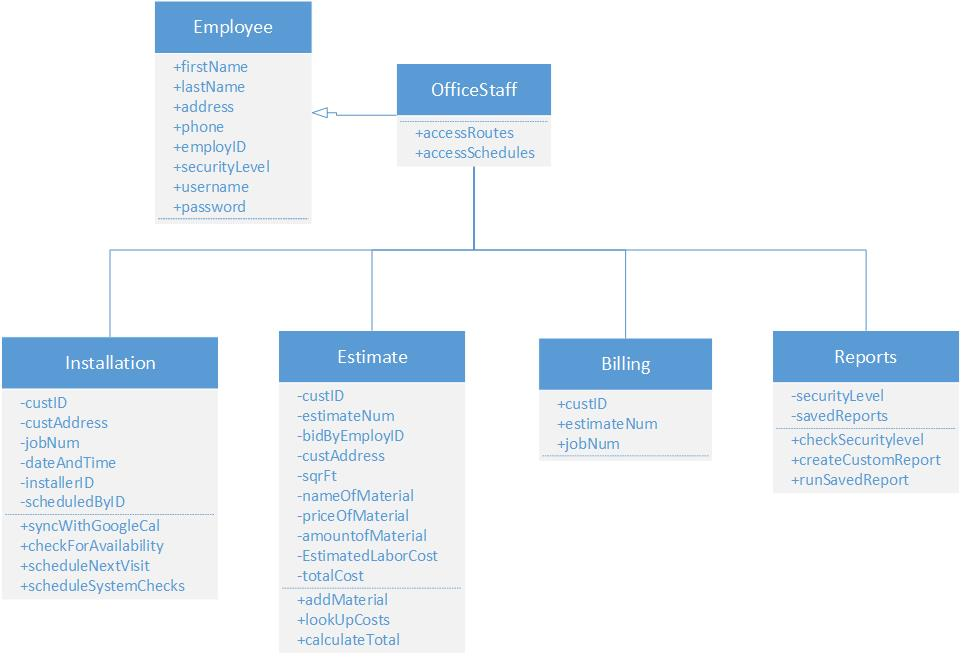 Employee
+firstName
+lastName
+address
+phone
+employID
+securityLevel
+username
+password
OfficeStaff
+accessRoutes
+accessSchedules
Installation
-custID
-custAddress
-jobNum
-dateAndTime
-installerID
-scheduledByID
+syncWithGoogleCal
+checkForAvailability
+scheduleNextVisit
+scheduleSystemChecks
Estimate
-custID
-estimateNum
-bidByEmployID
-custAddress
-sqrFt
-nameOfMaterial
-priceOfMaterial
-amountofMaterial
-EstimatedLaborCost
-totalCost
+addMaterial
+lookUpCosts
+calculateTotal
Billing
+custID
+estimateNum
+jobNum
Reports
-securityLevel
-savedReports
+checkSecuritylevel
+createCustomReport
+runSavedReport